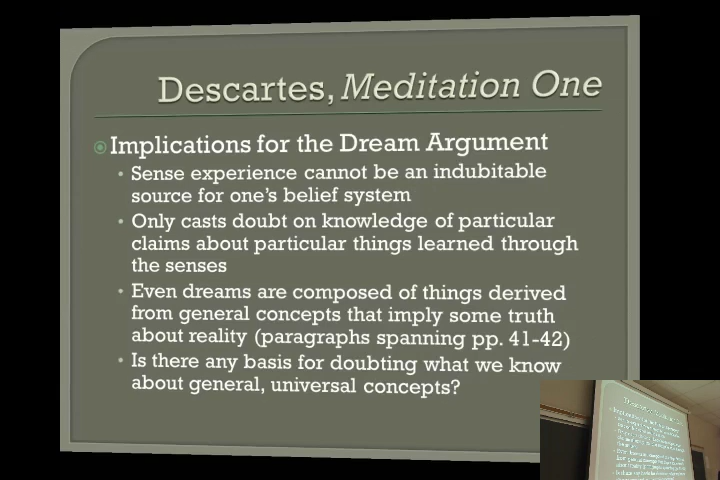 Descartes, Meditation One
Implications for the Dream Argument
• Sense experience cannot be an indubitable
source for one's belief system
• Only casts doubt on knowledge of particular
claims about particular things learned through
the senses
• Even dreams are composed of things derived
from general concepts that imply some truth
about reality (paragraphs spanning pp. 41-42)
• Is there any basis for doubting what we know
about general, universal concepts?